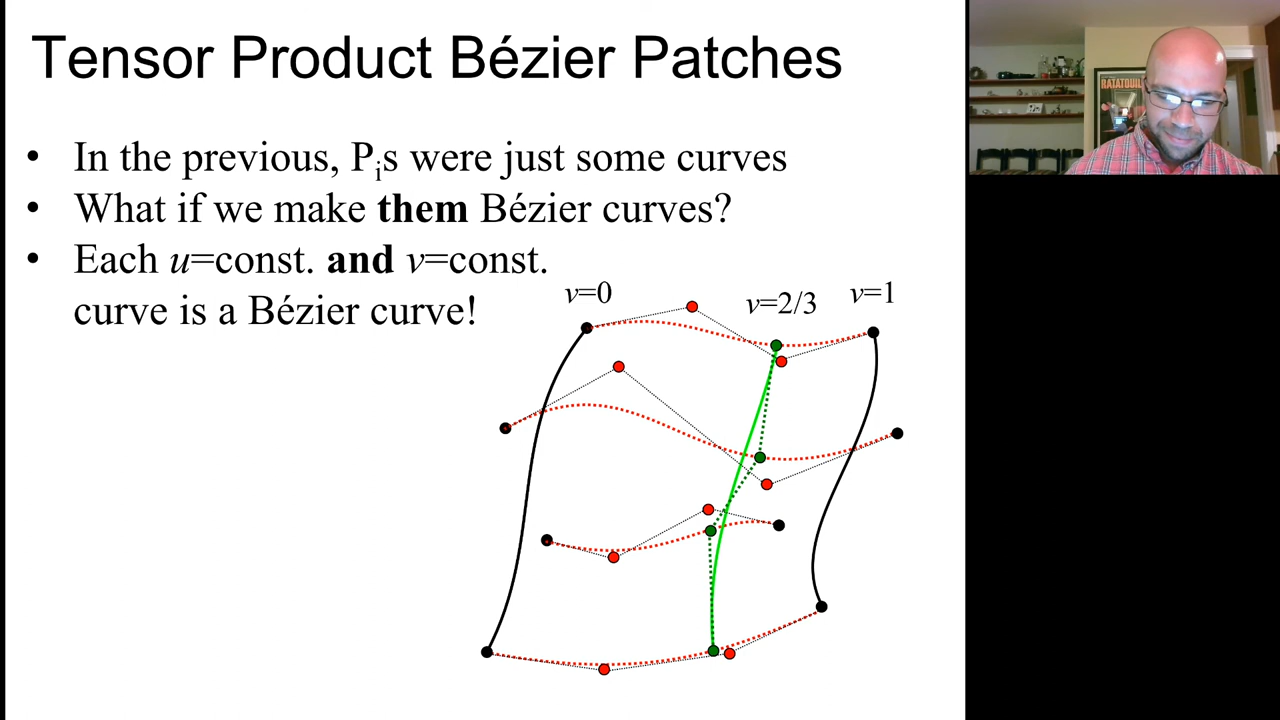 Tensor Product Bézier Patches
• In the previous, Pis were just some curves
• What if we make them Bézier curves?
• Each u=const. and v=const.
curve is a Bézier curve!
v=0
v=2/3
v=1
RATATOUI